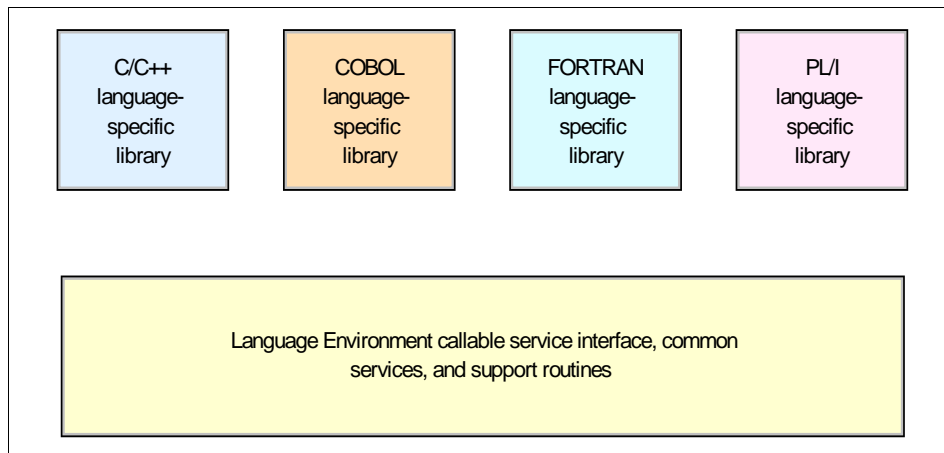 C/C++
language-
specific
library
COBOL
language-
specific
library
FORTRAN
language-
specific
library
PL/I
language-
specific
library
Language Environment callable service interface, common
services, and support routines